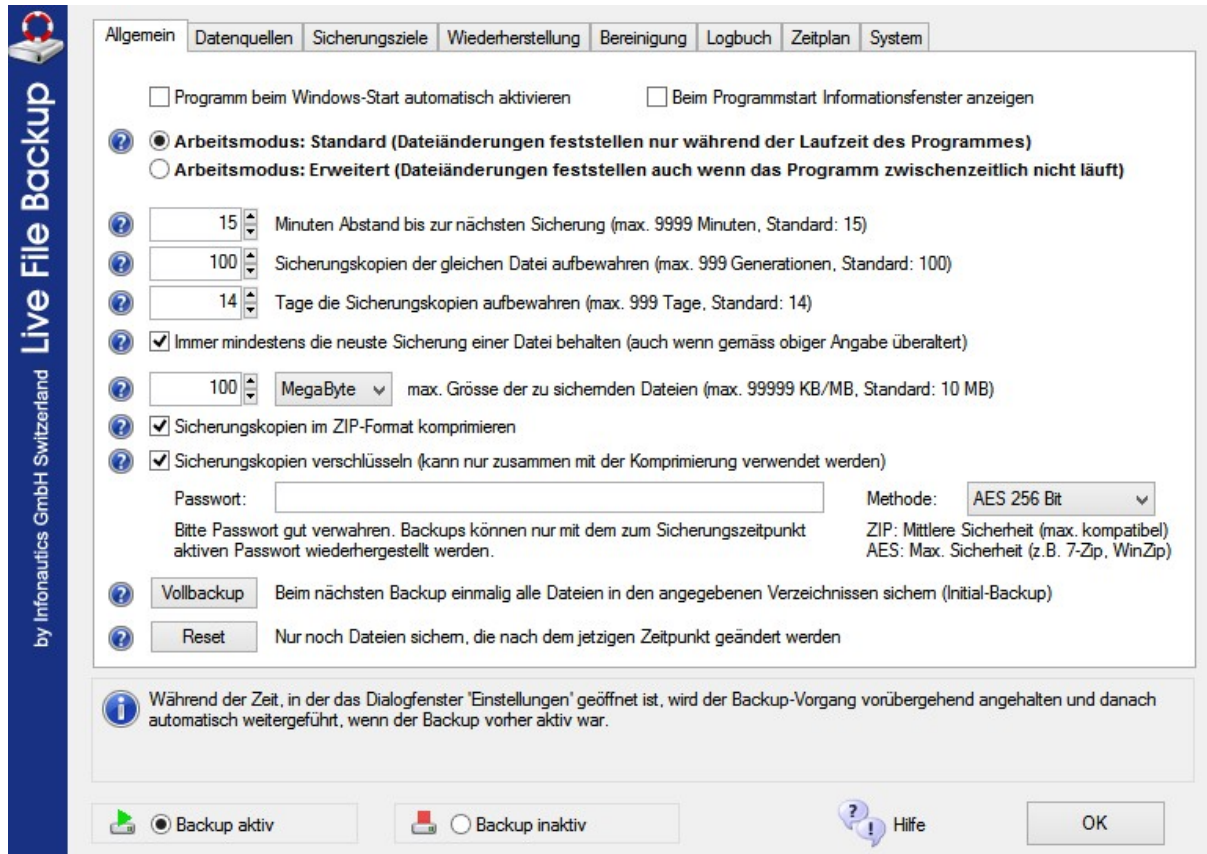 Allgemein Datenquellen Sicherungsziele Wiederherstellung Bereinigung Logbuch Zeitplan System
Programm beim Windows-Start automatisch aktivieren Beim Programmstart Informationsfenster anzeigen
Arbeitsmodus: Standard (Dateiänderungen feststellen nur während der Laufzeit des Programmes)
Arbeitsmodus: Erweitert (Dateiänderungen feststellen auch wenn das Programm zwischenzeitlich nicht läuft)
15 Minuten Abstand bis zur nächsten Sicherung (max. 9999 Minuten, Standard: 15)
100 Sicherungskopien der gleichen Datei aufbewahren (max. 999 Generationen, Standard: 100)
14 Tage die Sicherungskopien aufbewahren (max. 999 Tage, Standard: 14)
Immer mindestens die neuste Sicherung einer Datei behalten (auch wenn gemäss obiger Angabe überaltert)
100 MegaByte max. Grösse der zu sichernden Dateien (max. 99999 KB/MB, Standard: 10 MB)
Sicherungskopien im ZIP-Format komprimieren
Sicherungskopien verschlüsseln (kann nur zusammen mit der Komprimierung verwendet werden)
Passwort: Methode: AES 256 Bit
Bitte Passwort gut verwahren. Backups können nur mit dem zum Sicherungszeitpunkt
aktiven Passwort wiederhergestellt werden.
ZIP: Mittlere Sicherheit (max. kompatibel)
AES: Max. Sicherheit (z.B. 7-Zip, WinZip)
Vollbackup Beim nächsten Backup einmalig alle Dateien in den angegebenen Verzeichnissen sichern (Initial-Backup)
Reset Nur noch Dateien sichern, die nach dem jetzigen Zeitpunkt geändert werden
Während der Zeit, in der das Dialogfenster 'Einstellungen' geöffnet ist, wird der Backup-Vorgang vorübergehend angehalten und danach
automatisch weitergeführt, wenn der Backup vorher aktiv war.
Backup aktiv Backup inaktiv Hilfe OK
by Infonautics GmbH Switzerland Live File Backup